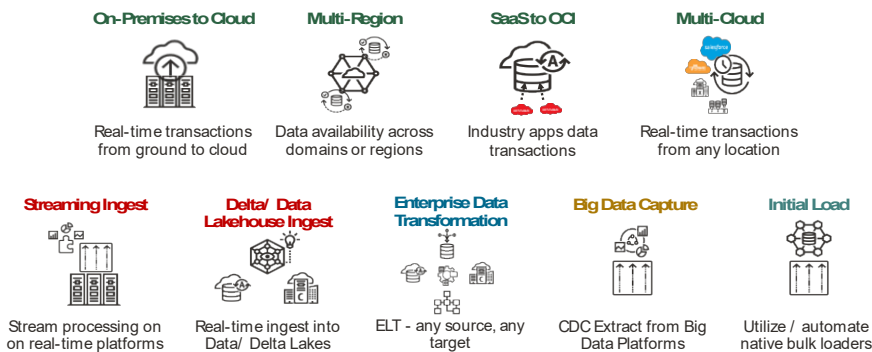 On-Premises to Cloud
Multi-Region
SaaS to OCI
Multi-Cloud
salesforce
A
Real-time transactions
from ground to cloud
Data availability across
domains or regions
Industry apps data
transactions
Real-time transactions
from any location
Streaming Ingest
Delta/ Data
Lakehouse Ingest
Enterprise Data
Transformation
Big Data Capture
Initial Load
A
C
A
C
Stream processing on
on real-time platforms
Real-time ingest into
Data/ Delta Lakes
ELT - any source, any
target
CDC Extract from Big
Data Platforms
Utilize / automate
native bulk loaders